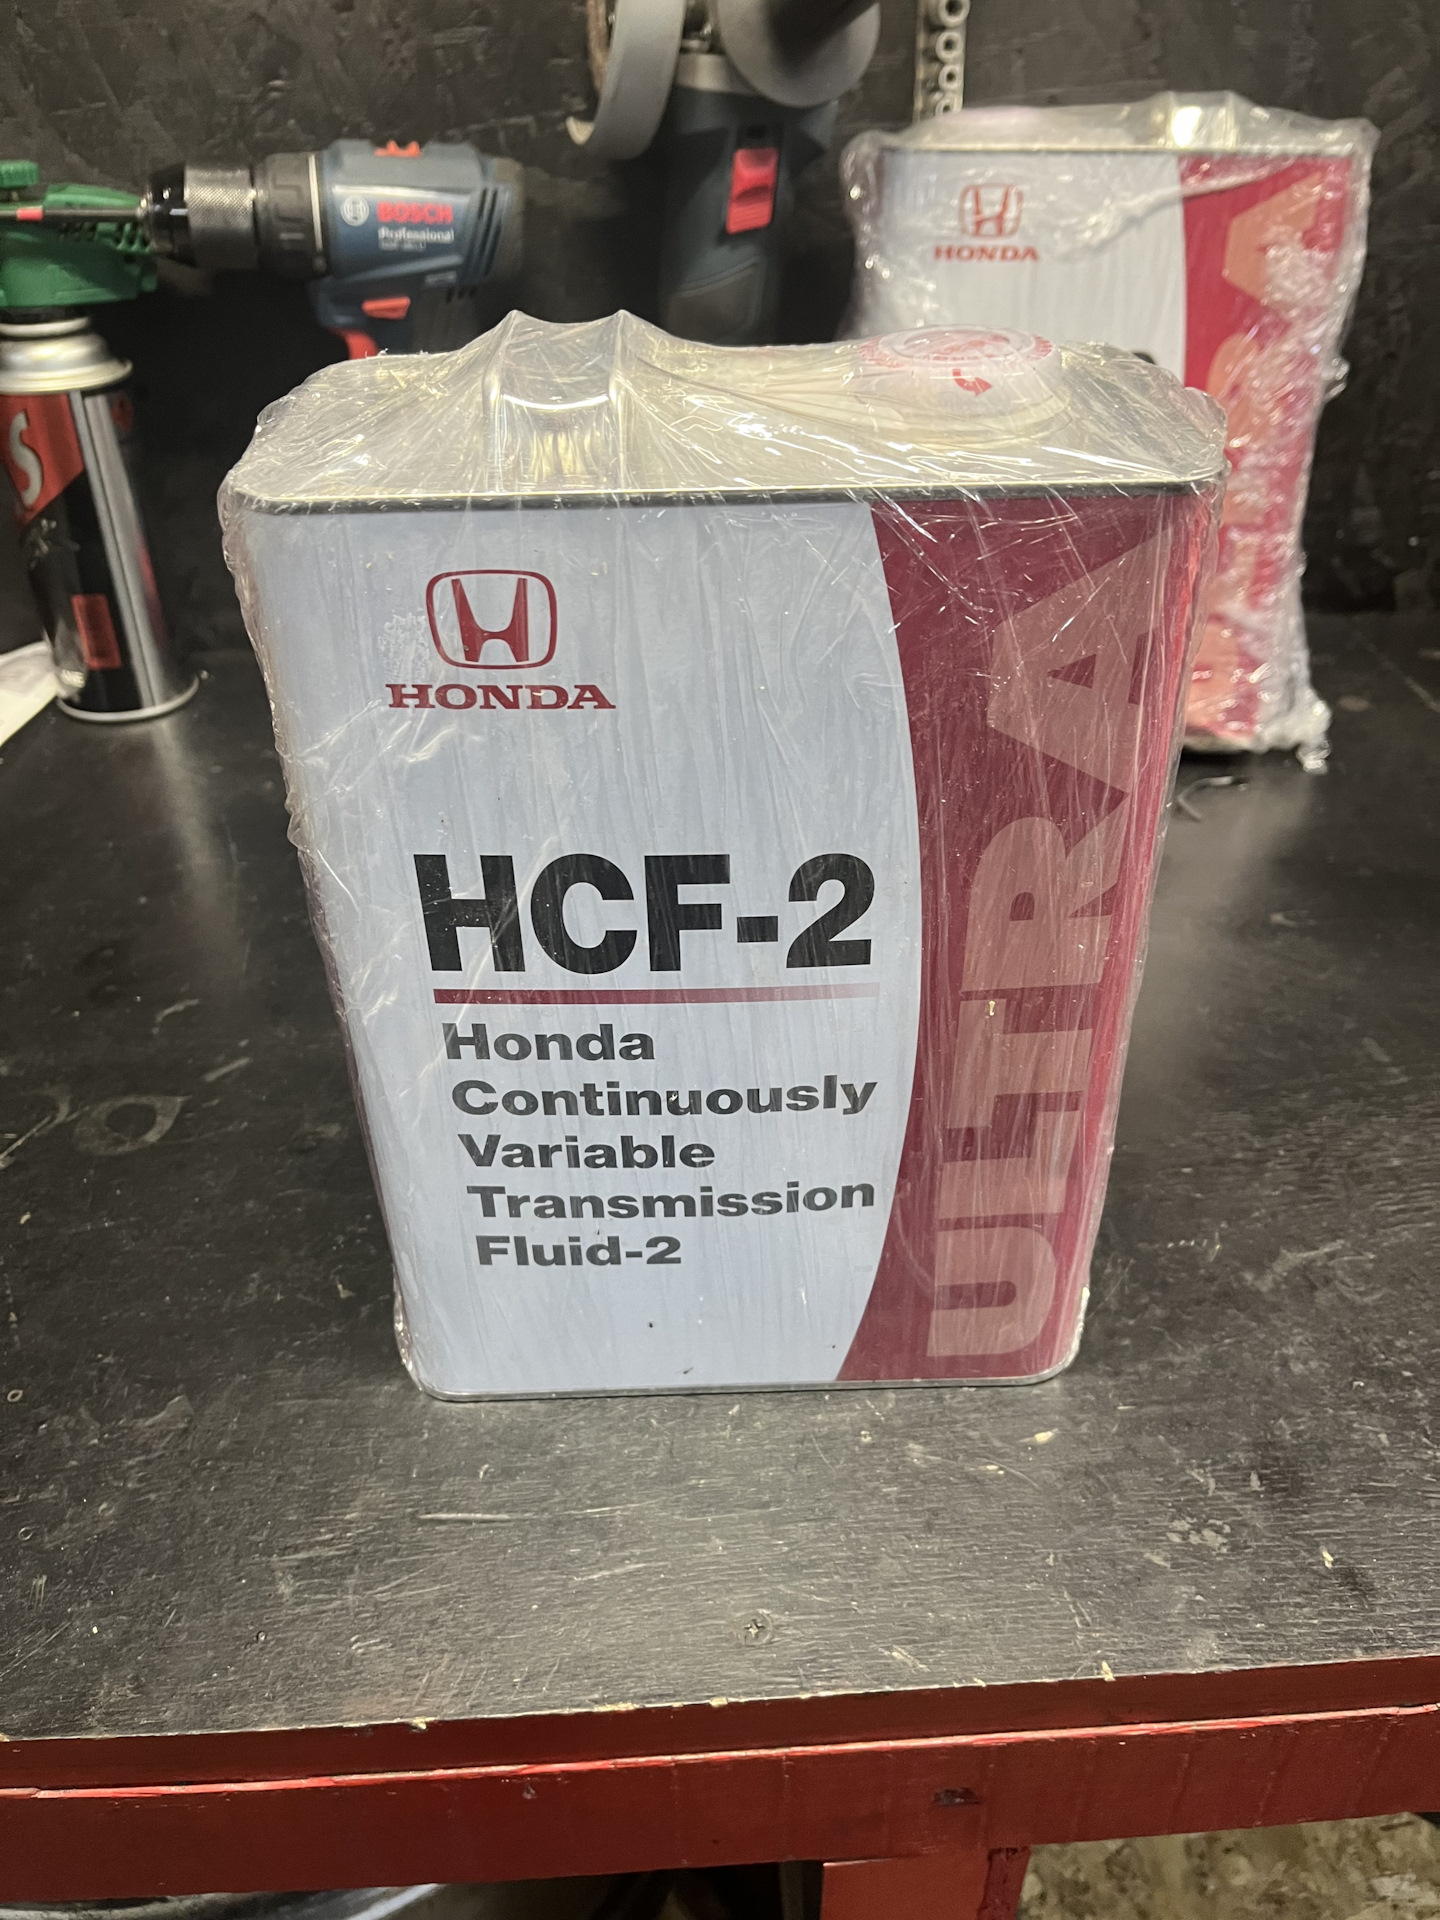 BOSCH
Professional
HONDA
HONDA
HCF-2
Honda
Continuously
Variable
Transmission
Fluid-2
ULTRA
S